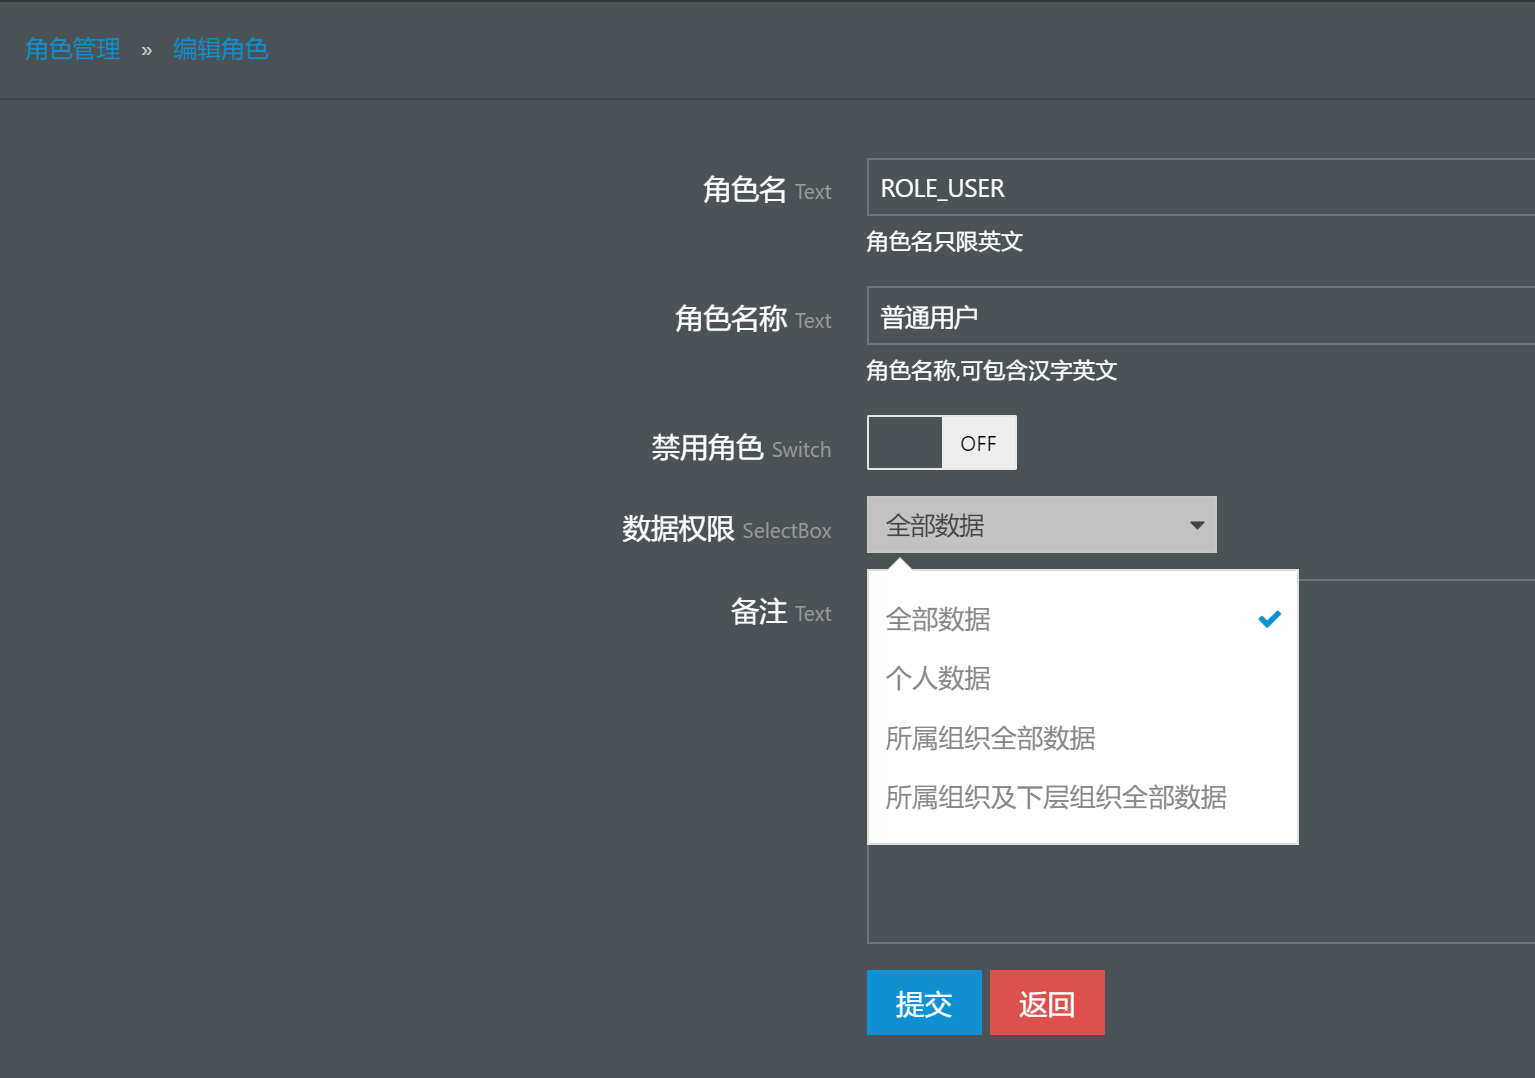 角色管理 » 编辑角色
角色名 Text ROLE_USER
角色名只限英文
角色名称 Text 普通用户
角色名称,可包含汉字英文
禁用角色 Switch OFF
数据权限 SelectBox 全部数据
备注 Text
全部数据
个人数据
所属组织全部数据
所属组织及下层组织全部数据
提交 返回